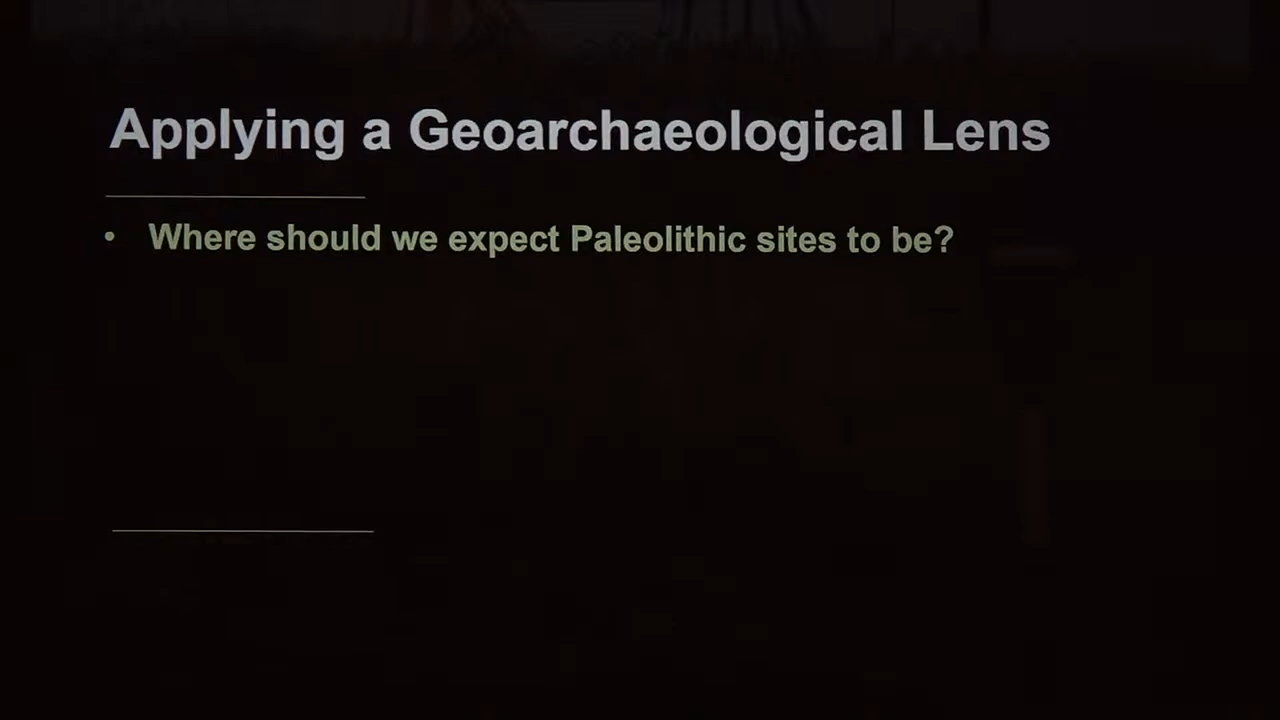 Applying a Geoarchaeological Lens
• Where should we expect Paleolithic sites to be?